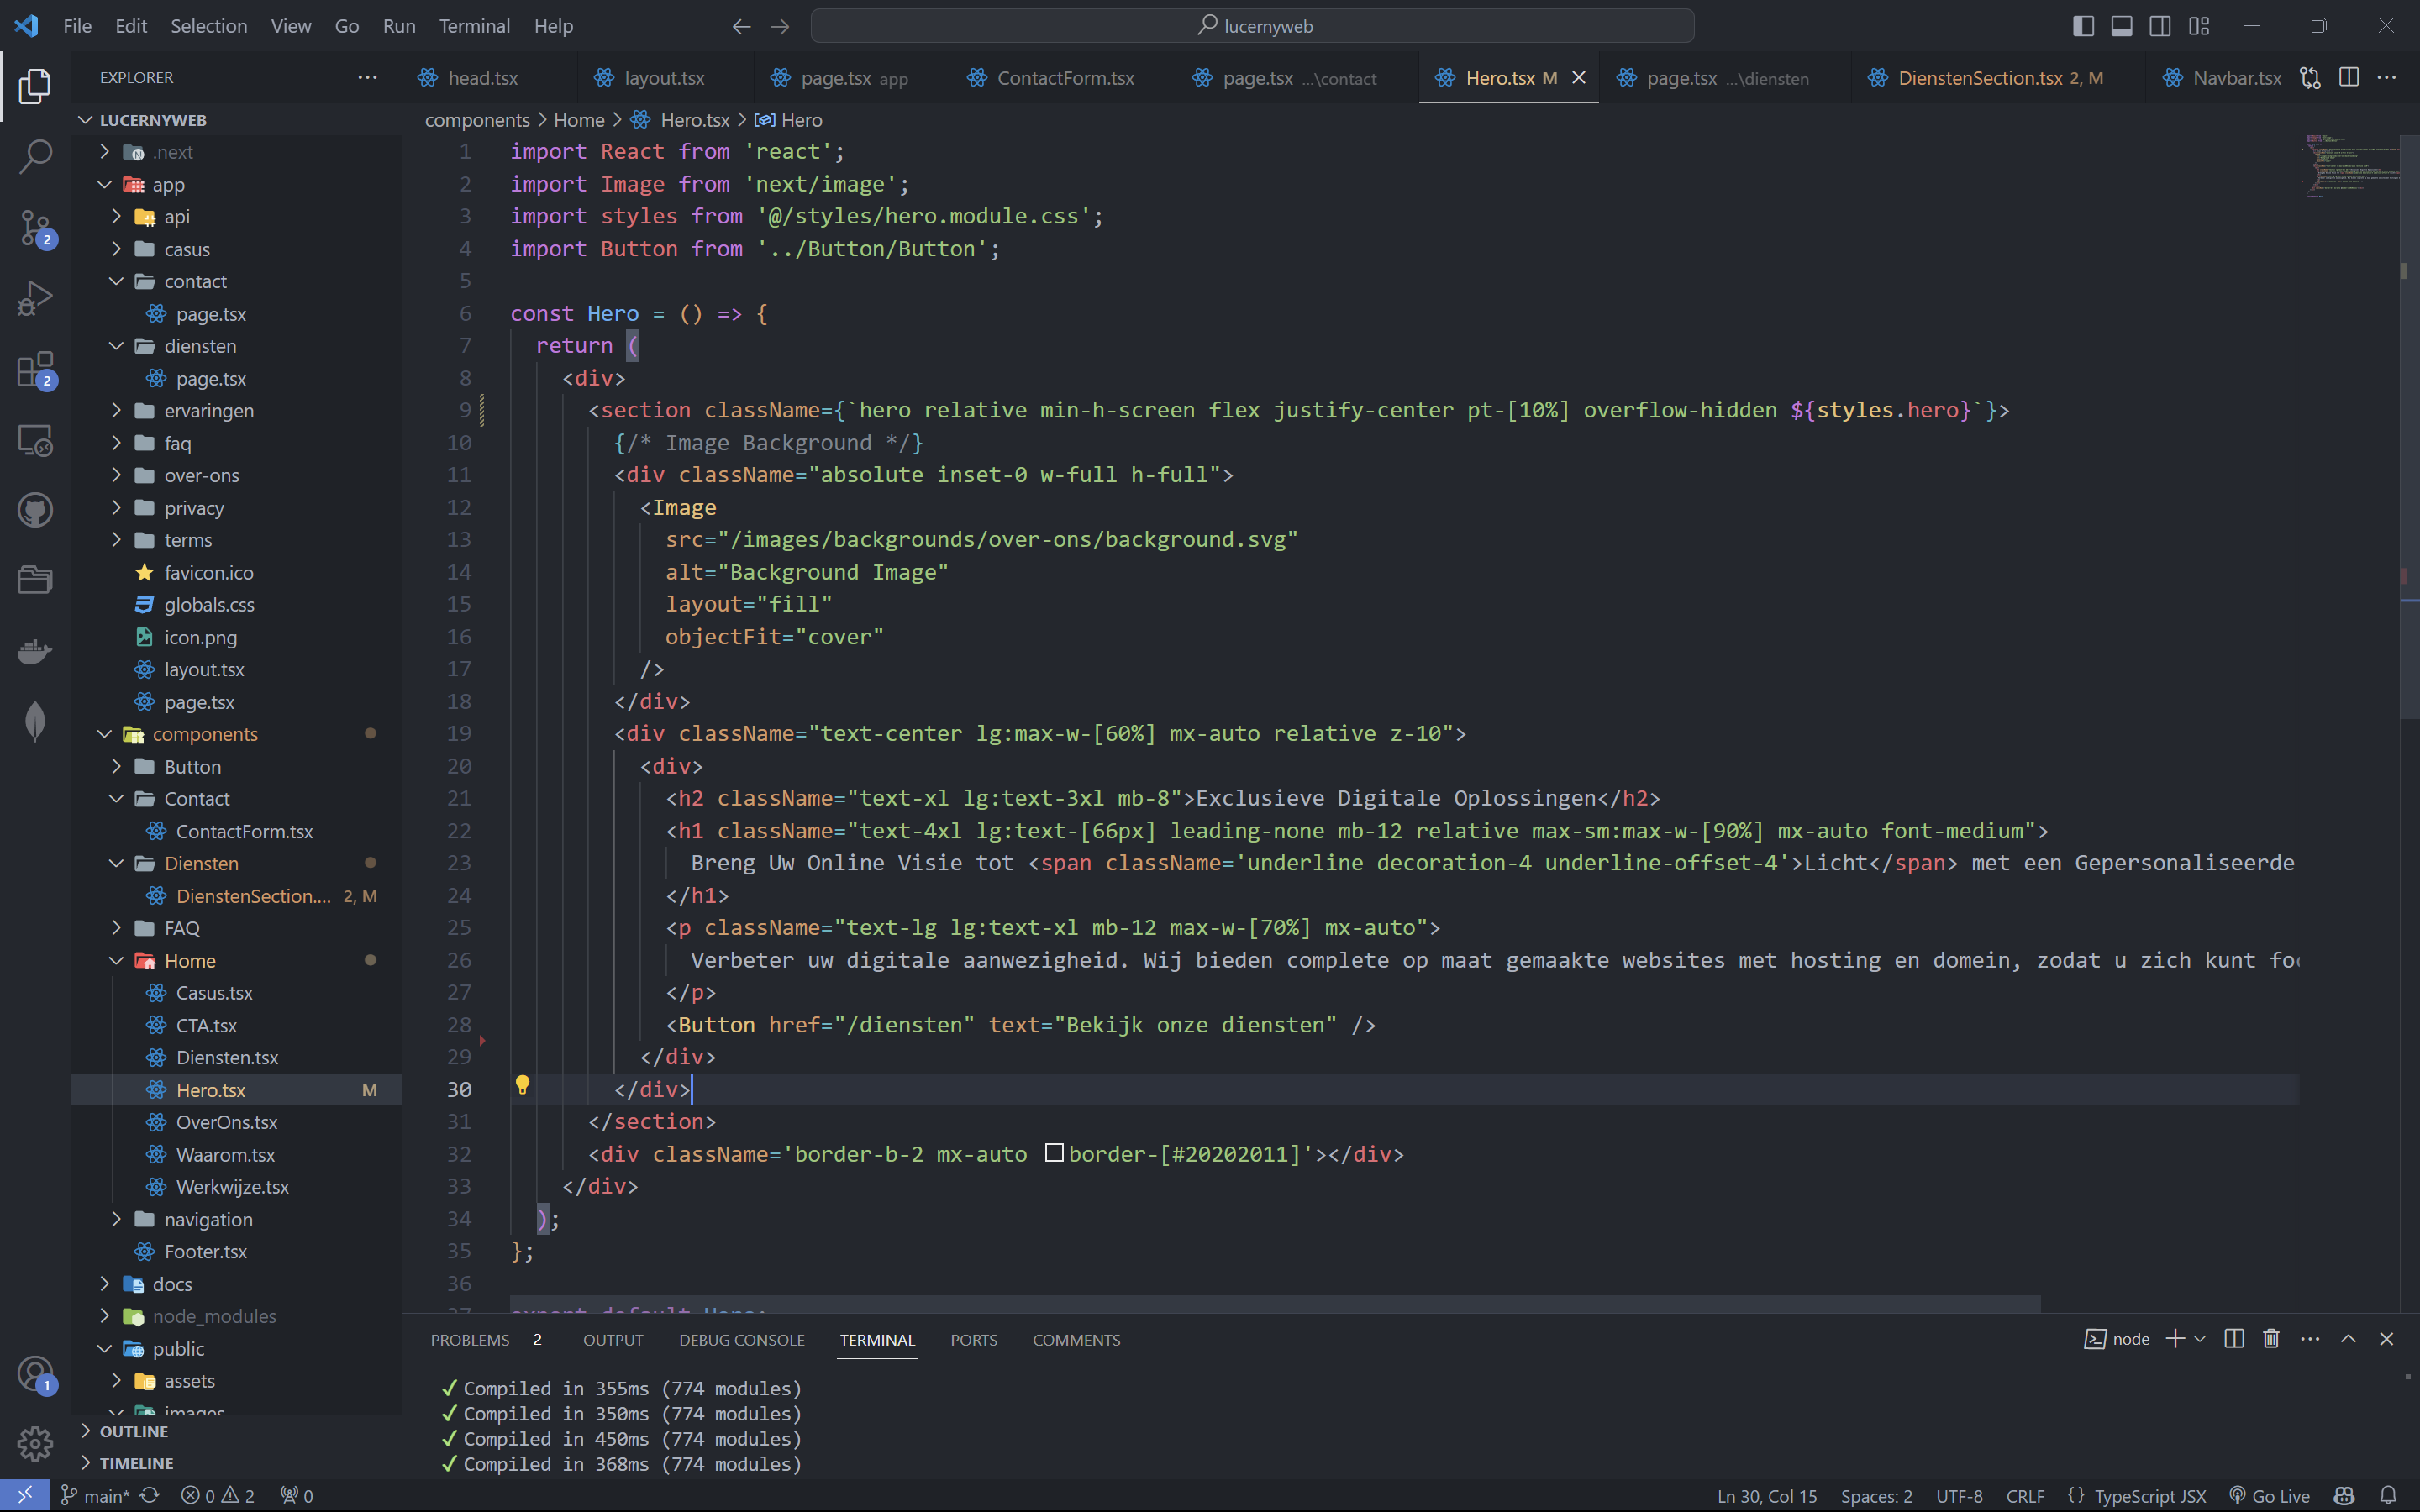 File Edit Selection View Go Run Terminal Help
lucernyweb
EXPLORER
head.tsx
layout.tsx
page.tsx app
ContactForm.tsx
page.tsx ...\contact
Hero.tsx M
page.tsx ...\diensten
DienstenSection.tsx 2, M
Navbar.tsx
LUCERNYWEB
.next
app
api
casus
contact
page.tsx
diensten
page.tsx
ervaringen
faq
over-ons
privacy
terms
favicon.ico
globals.css
icon.png
layout.tsx
page.tsx
components
Button
Contact
ContactForm.tsx
Diensten
DienstenSection.... 2, M
FAQ
Home
Casus.tsx
CTA.tsx
Diensten.tsx
Hero.tsx M
OverOns.tsx
Waarom.tsx
Werkwijze.tsx
navigation
Footer.tsx
docs
node_modules
public
assets
images
OUTLINE
TIMELINE
2
2
1
components > Home > Hero.tsx > Hero
1 import React from 'react';
2 import Image from 'next/image';
3 import styles from '@/styles/hero.module.css';
4 import Button from '../Button/Button';
5
6 const Hero = () => {
7 return (
8 <div>
9 <section className={`hero relative min-h-screen flex justify-center pt-[10%] overflow-hidden ${styles.hero}`}>
10 {/* Image Background */}
11 <div className="absolute inset-0 w-full h-full">
12 <Image
13 src="/images/backgrounds/over-ons/background.svg"
14 alt="Background Image"
15 layout="fill"
16 objectFit="cover"
17 />
18 </div>
19 <div className="text-center lg:max-w-[60%] mx-auto relative z-10">
20 <div>
21 <h2 className="text-xl lg:text-3xl mb-8">Exclusieve Digitale Oplossingen</h2>
22 <h1 className="text-4xl lg:text-[66px] leading-none mb-12 relative max-sm:max-w-[90%] mx-auto font-medium">
23 Breng Uw Online Visie tot <span className='underline decoration-4 underline-offset-4'>Licht</span> met een Gepersonaliseerde
24 </h1>
25 <p className="text-lg lg:text-xl mb-12 max-w-[70%] mx-auto">
26 Verbeter uw digitale aanwezigheid. Wij bieden complete op maat gemaakte websites met hosting en domein, zodat u zich kunt fo
27 </p>
28 <Button href="/diensten" text="Bekijk onze diensten" />
29 </div>
30 </div>
31 </section>
32 <div className='border-b-2 mx-auto border-[#20202011]'></div>
33 </div>
34 );
35 };
36
37 export default Hero;
PROBLEMS 2 OUTPUT DEBUG CONSOLE TERMINAL PORTS COMMENTS
node
✓ Compiled in 355ms (774 modules)
✓ Compiled in 350ms (774 modules)
✓ Compiled in 450ms (774 modules)
✓ Compiled in 368ms (774 modules)
main* 0 2 0
Ln 30, Col 15 Spaces: 2 UTF-8 CRLF {} TypeScript JSX Go Live